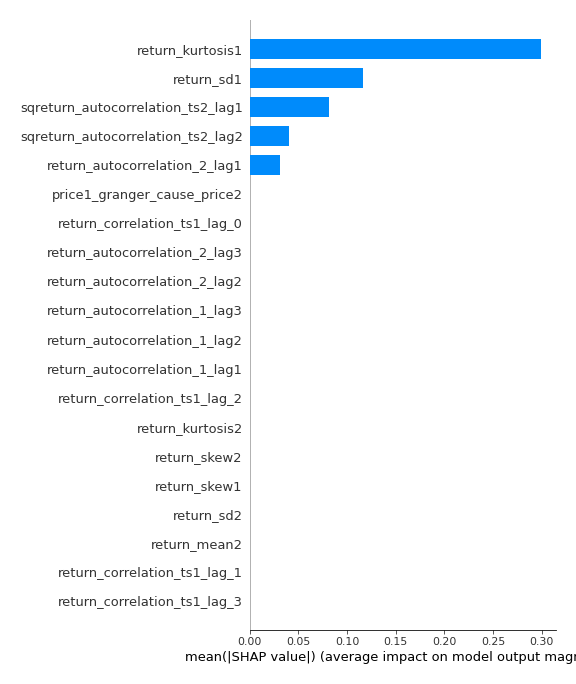 return_kurtosis1
return_sd1
sqreturn_autocorrelation_ts2_lag1
sqreturn_autocorrelation_ts2_lag2
return_autocorrelation_2_lag1
price1_granger_cause_price2
return_correlation_ts1_lag_0
return_autocorrelation_2_lag3
return_autocorrelation_2_lag2
return_autocorrelation_1_lag3
return_autocorrelation_1_lag2
return_autocorrelation_1_lag1
return_correlation_ts1_lag_2
return_kurtosis2
return_skew2
return_skew1
return_sd2
return_mean2
return_correlation_ts1_lag_1
return_correlation_ts1_lag_3
0.00 0.05 0.10 0.15 0.20 0.25 0.30
mean(|SHAP value|) (average impact on model output magn